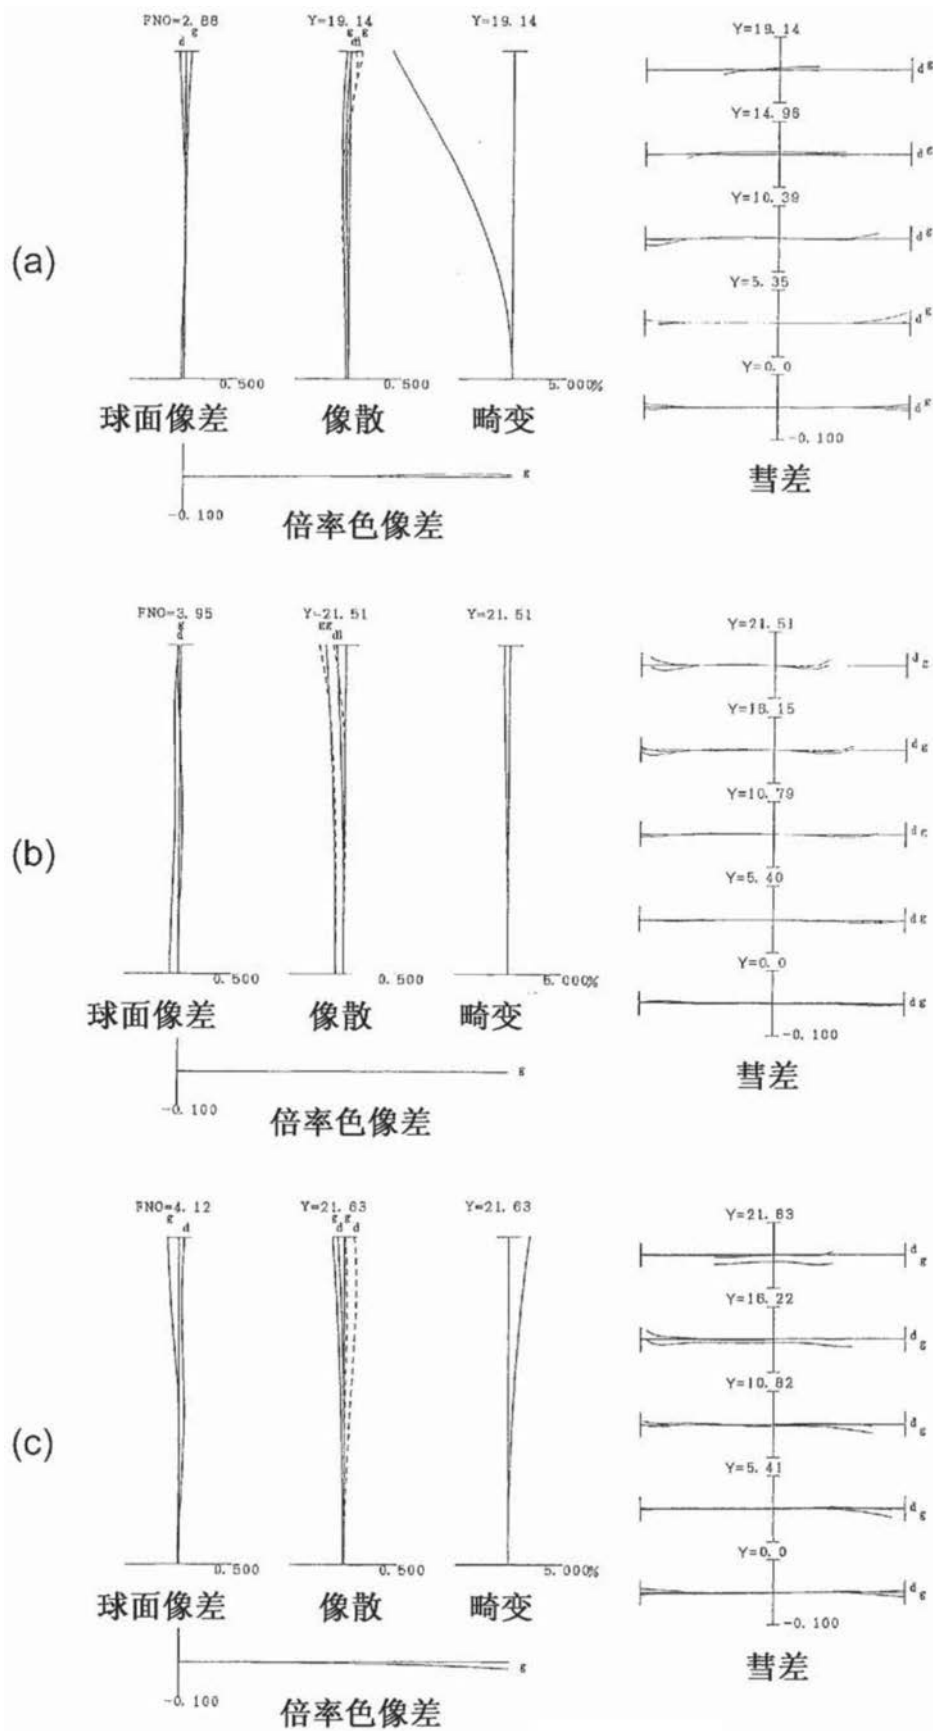 (a)
FNO=2.88
g
d
0.500
球面像差
Y=19.14
g g
dd
0.500
像散
Y=19.14
5.000%
畸变
g
-0.100
倍率色像差
Y=19.14
d g
Y=14.96
d g
Y=10.39
d g
Y=5.35
d g
Y=0.0
d g
-0.100
彗差
(b)
FNO=3.95
g
d
0.500
球面像差
Y=21.51
gg dd
0.500
像散
Y=21.51
5.000%
畸变
g
-0.100
倍率色像差
Y=21.51
d g
Y=16.15
d g
Y=10.79
d g
Y=5.40
d g
Y=0.0
d g
-0.100
彗差
(c)
FNO=4.12
g d
0.500
球面像差
Y=21.63
g g
d d
0.500
像散
Y=21.63
5.000%
畸变
g
-0.100
倍率色像差
Y=21.63
d g
Y=16.22
d g
Y=10.82
d g
Y=5.41
d g
Y=0.0
d g
-0.100
彗差